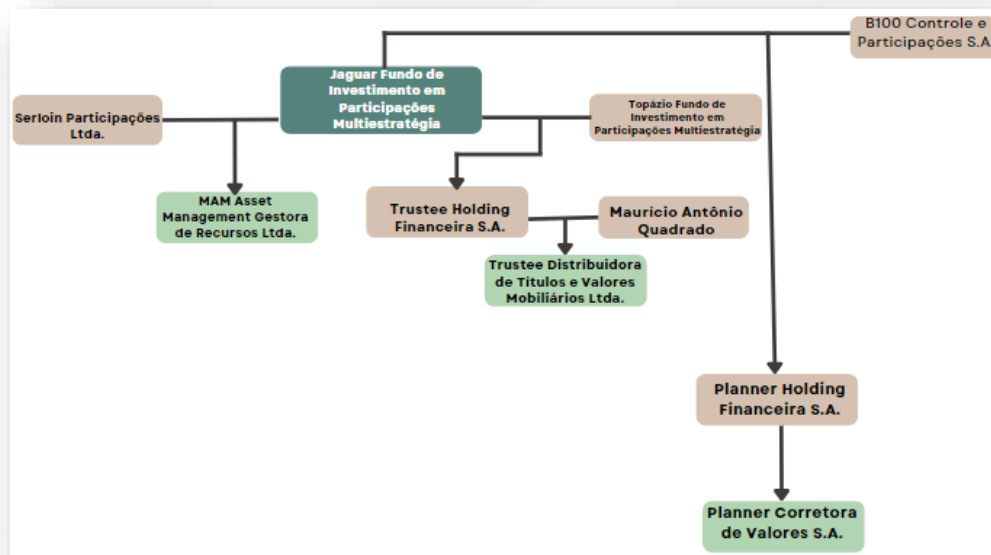 B100 Controle e
Participações S.A
Jaguar Fundo de
Investimento em
Participações
Multiestratégia
Serloin Participações
Ltda.
Topázio Fundo de
Investimento em
Participações Multiestratégia
MAM Asset
Management Gestora
de Recursos Ltda.
Trustee Holding
Financeira S.A.
Maurício Antônio
Quadrado
Trustee Distribuidora
de Títulos e Valores
Mobiliários Ltda.
Planner Holding
Financeira S.A.
Planner Corretora
de Valores S.A.